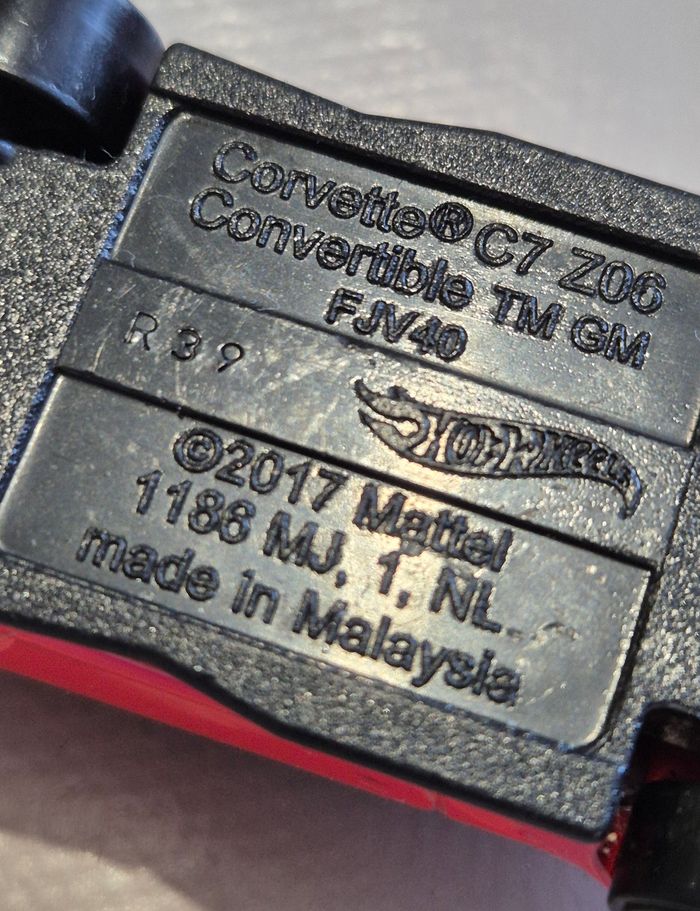 Corvette® C7 Z06
Convertible TM GM
FJV40
R39
HOT WHEELS
©2017 Mattel
1186 MJ, 1, NL
made in Malaysia